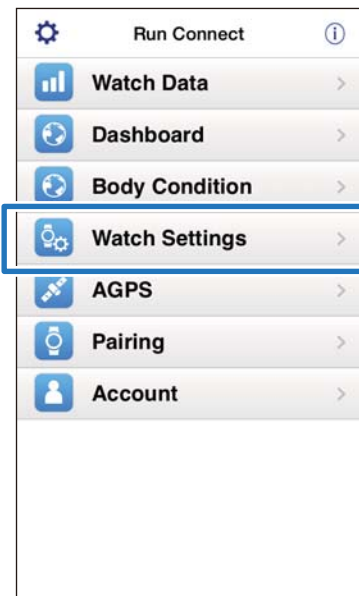 Run Connect
Watch Data
Dashboard
Body Condition
Watch Settings
AGPS
Pairing
Account